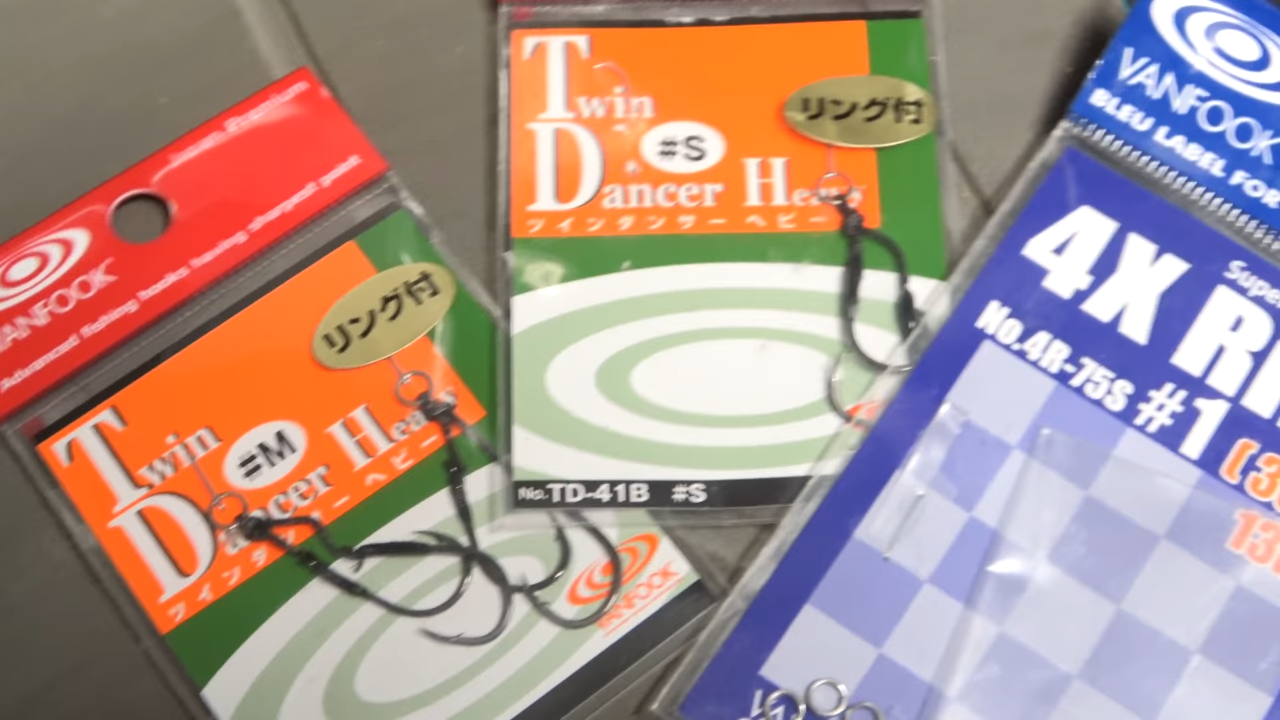 Japan Premium
VANFOOK
Advanced fishing hooks having sharpest point
リング付
Twin
#M
Dancer Heavy
ツインダンサー ヘビー
VANFOOK
Twin
リング付
#S
Dancer Heavy
ツインダンサー ヘビー
No.TD-41B #S
VANFOOK
BLEU LABEL FOR
4X
No.4R-75S #1